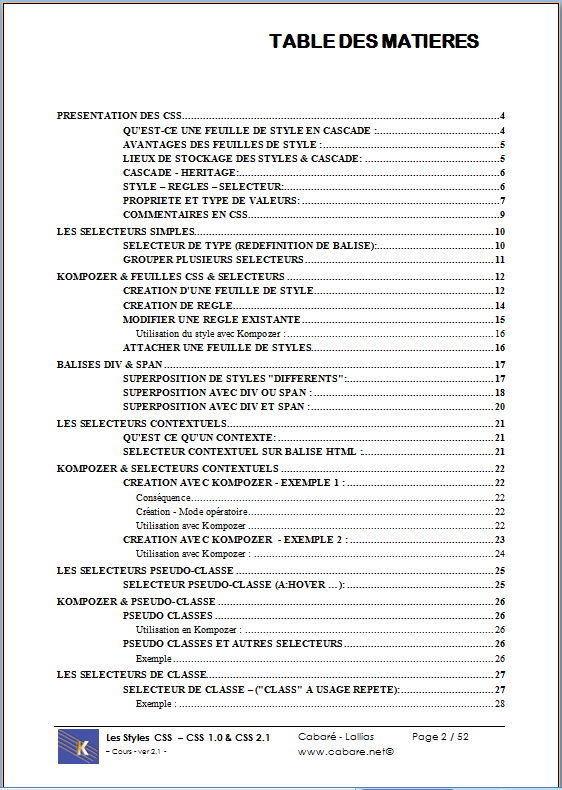 TABLE DES MATIERES
PRESENTATION DES CSS....4
QU'EST-CE UNE FEUILLE DE STYLE EN CASCADE :....4
AVANTAGES DES FEUILLES DE STYLE :....5
LIEUX DE STOCKAGE DES STYLES & CASCADE:....5
CASCADE - HERITAGE:....6
STYLE – REGLES – SELECTEUR:....6
PROPRIETE ET TYPE DE VALEURS:....7
COMMENTAIRES EN CSS....9
LES SELECTEURS SIMPLES....10
SELECTEUR DE TYPE (REDEFINITION DE BALISE):....10
GROUPER PLUSIEURS SELECTEURS....11
KOMPOZER & FEUILLES CSS & SELECTEURS....12
CREATION D'UNE FEUILLE DE STYLE....12
CREATION DE REGLE....14
MODIFIER UNE REGLE EXISTANTE....15
Utilisation du style avec Kompozer :....16
ATTACHER UNE FEUILLE DE STYLES....16
BALISES DIV & SPAN....17
SUPERPOSITION DE STYLES "DIFFERENTS":....17
SUPERPOSITION AVEC DIV OU SPAN :....18
SUPERPOSITION AVEC DIV ET SPAN :....20
LES SELECTEURS CONTEXTUELS....21
QU'EST CE QU'UN CONTEXTE:....21
SELECTEUR CONTEXTUEL SUR BALISE HTML :....21
KOMPOZER & SELECTEURS CONTEXTUELS....22
CREATION AVEC KOMPOZER - EXEMPLE 1 :....22
Conséquence....22
Création - Mode opératoire....22
Utilisation avec Kompozer....22
CREATION AVEC KOMPOZER - EXEMPLE 2 :....23
Utilisation avec Kompozer :....24
LES SELECTEURS PSEUDO-CLASSE....25
SELECTEUR PSEUDO-CLASSE (A:HOVER ...):....25
KOMPOZER & PSEUDO-CLASSE....26
PSEUDO CLASSES....26
Utilisation en Kompozer :....26
PSEUDO CLASSES ET AUTRES SELECTEURS....26
Exemple....26
LES SELECTEURS DE CLASSE....27
SELECTEUR DE CLASSE – ("CLASS" A USAGE REPETE):....27
Exemple :....28
K
Les Styles CSS – CSS 1.0 & CSS 2.1 Cabaré - Lallias Page 2 / 52
– Cours - ver 2.1 - www.cabare.net©